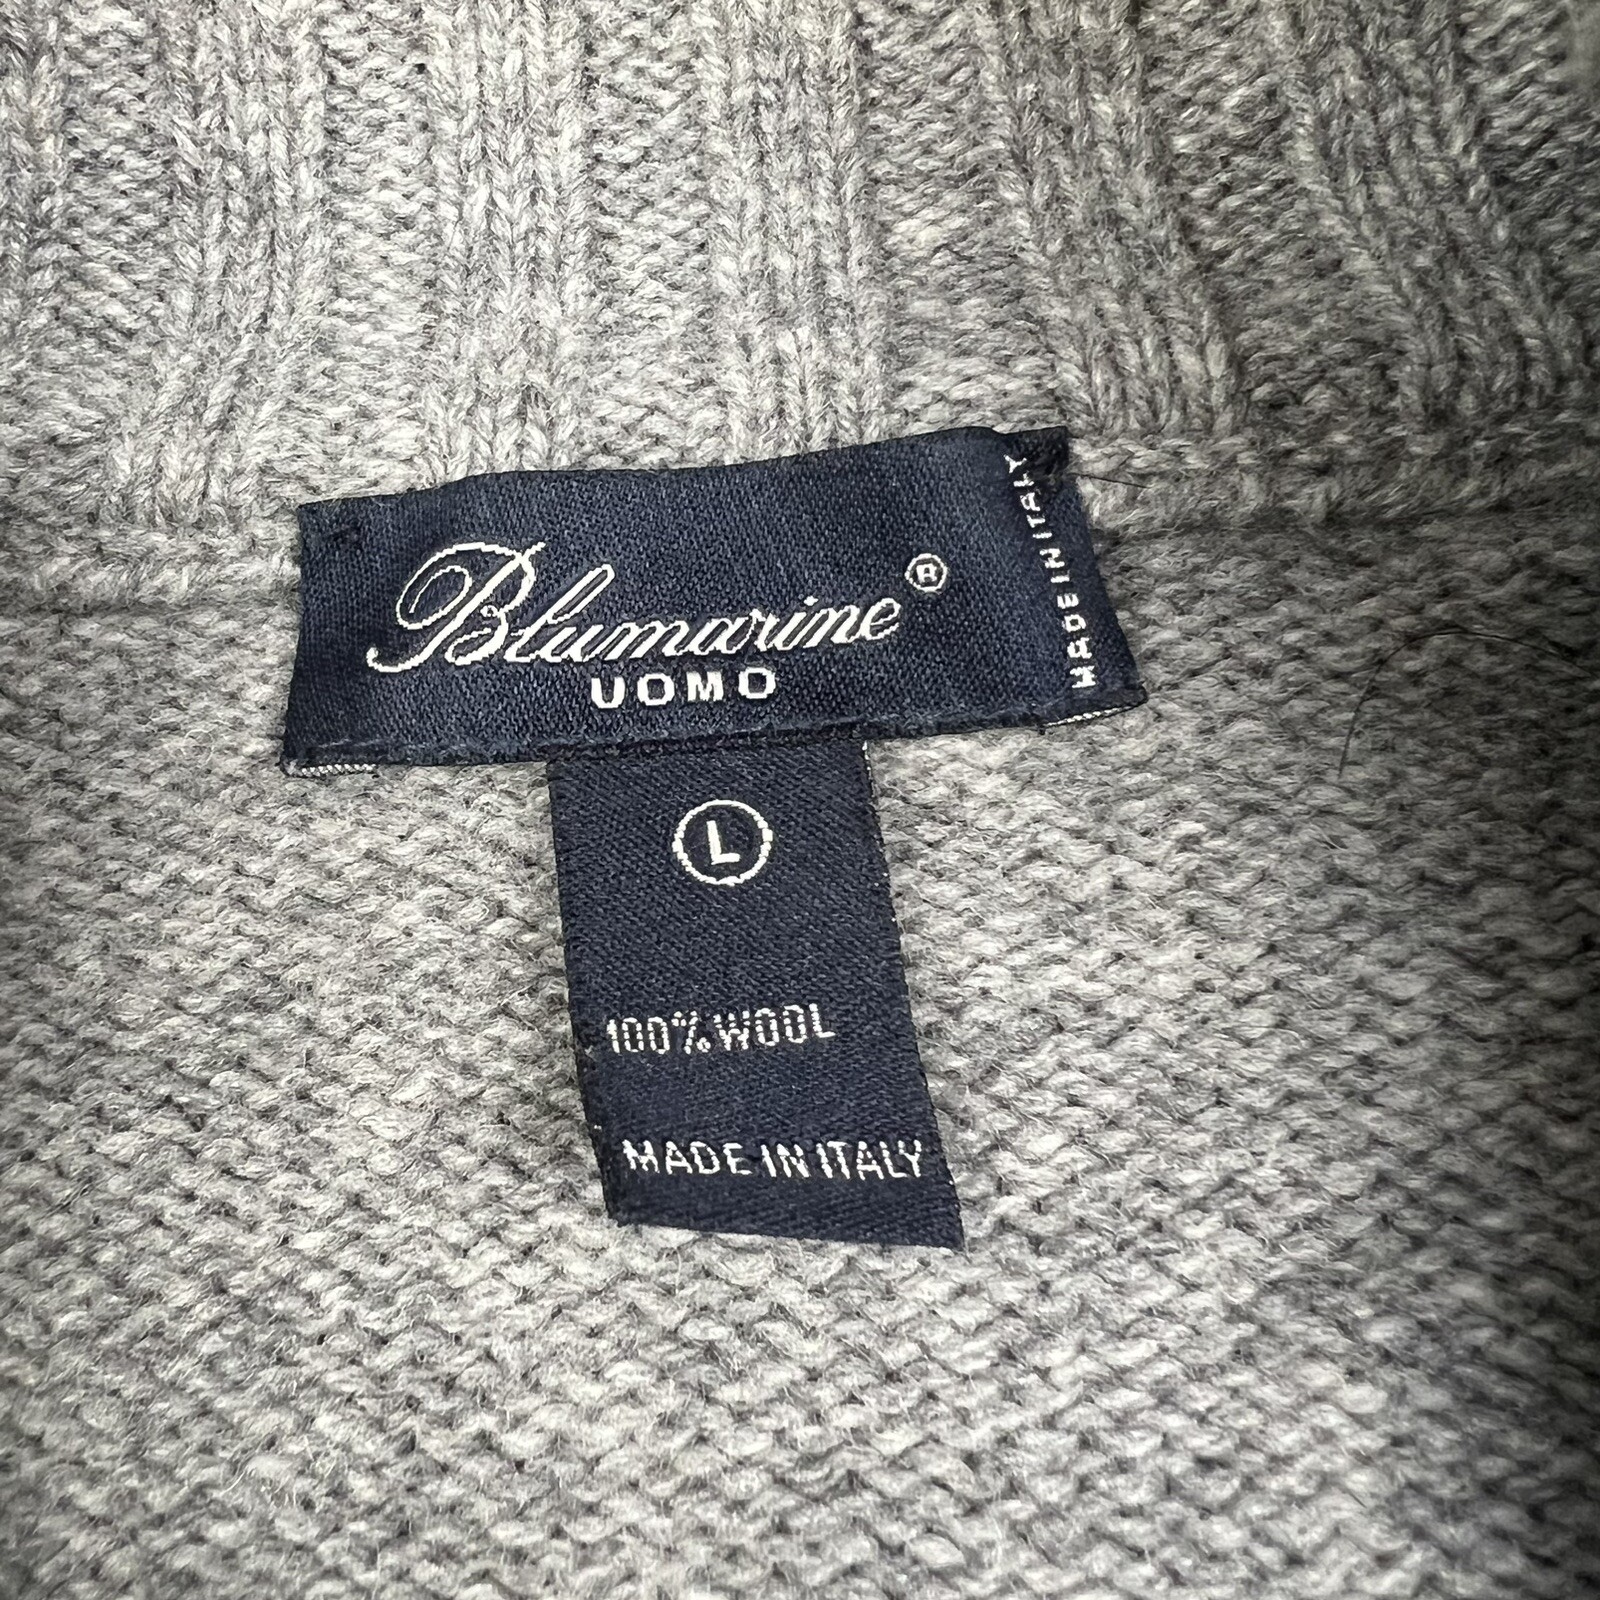 Blumarine®
UOMO
MADE IN ITALY
L
100% WOOL
MADE IN ITALY